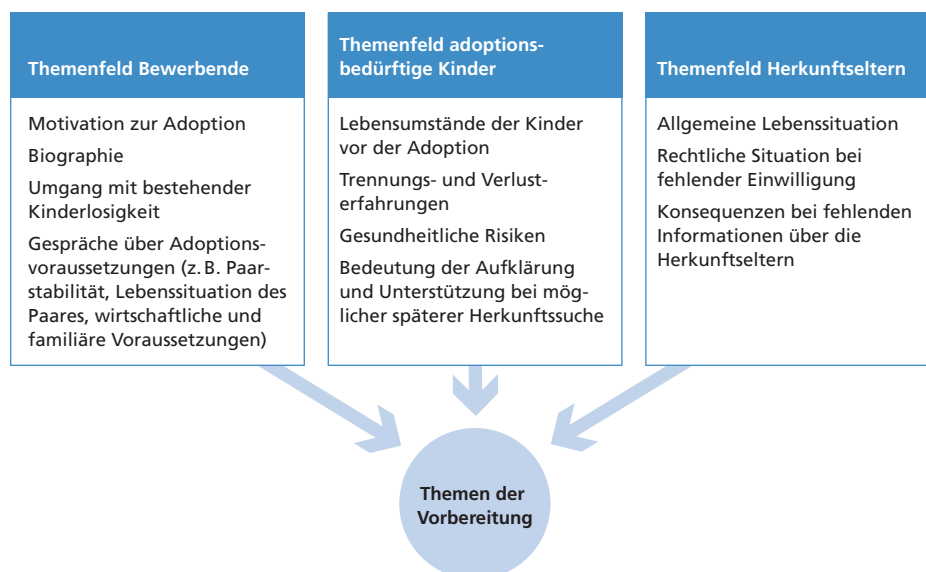 Themenfeld Bewerbende
Motivation zur Adoption
Biographie
Umgang mit bestehender
Kinderlosigkeit
Gespräche über Adoptions-
voraussetzungen (z. B. Paar-
stabilität, Lebenssituation des
Paares, wirtschaftliche und
familiäre Voraussetzungen)
Themenfeld adoptions-
bedürftige Kinder
Lebensumstände der Kinder
vor der Adoption
Trennungs- und Verlust-
erfahrungen
Gesundheitliche Risiken
Bedeutung der Aufklärung
und Unterstützung bei mög-
licher späterer Herkunftssuche
Themenfeld Herkunftseltern
Allgemeine Lebenssituation
Rechtliche Situation bei
fehlender Einwilligung
Konsequenzen bei fehlenden
Informationen über die
Herkunftseltern
Themen der
Vorbereitung